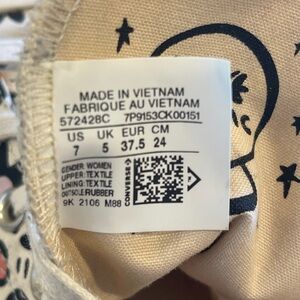 MADE IN VIETNAM
FABRIQUE AU VIETNAM
572428C 7P9153CK00151
US UK EUR CM
7 5 37.5 24
GENDER: WOMEN
UPPER: TEXTILE
LINING: TEXTILE
OUTSOLE: RUBBER
9K 2106 M88
CONVERSE